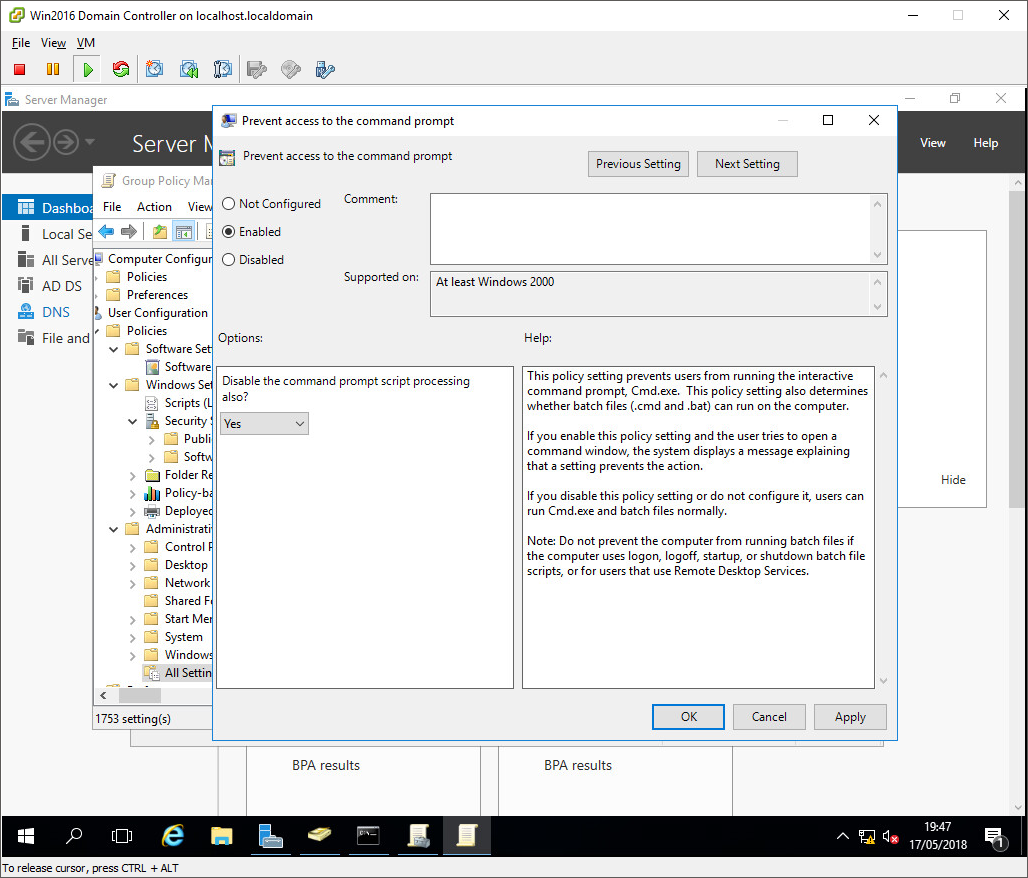 Win2016 Domain Controller on localhost.localdomain
File View VM
Server Manager
Prevent access to the command prompt
Server M
View Help
Prevent access to the command prompt
Previous Setting
Next Setting
Group Policy Man
File Action View
Not Configured
Enabled
Disabled
Comment:
Supported on:
At least Windows 2000
Dashboa
Local Se
All Serve
AD DS
DNS
File and
Computer Configur
Policies
Preferences
User Configuration
Policies
Software Set
Software
Windows Set
Scripts (L
Security S
Publi
Softw
Folder Re
Policy-ba
Deployed
Administrati
Control P
Desktop
Network
Shared Fo
Start Men
System
Windows
All Settin
1753 setting(s)
Options:
Help:
Disable the command prompt script processing
also?
Yes
This policy setting prevents users from running the interactive
command prompt, Cmd.exe. This policy setting also determines
whether batch files (.cmd and .bat) can run on the computer.
If you enable this policy setting and the user tries to open a
command window, the system displays a message explaining
that a setting prevents the action.
If you disable this policy setting or do not configure it, users can
run Cmd.exe and batch files normally.
Note: Do not prevent the computer from running batch files if
the computer uses logon, logoff, startup, or shutdown batch file
scripts, or for users that use Remote Desktop Services.
Hide
OK
Cancel
Apply
BPA results
BPA results
19:47
17/05/2018
1
To release cursor, press CTRL + ALT